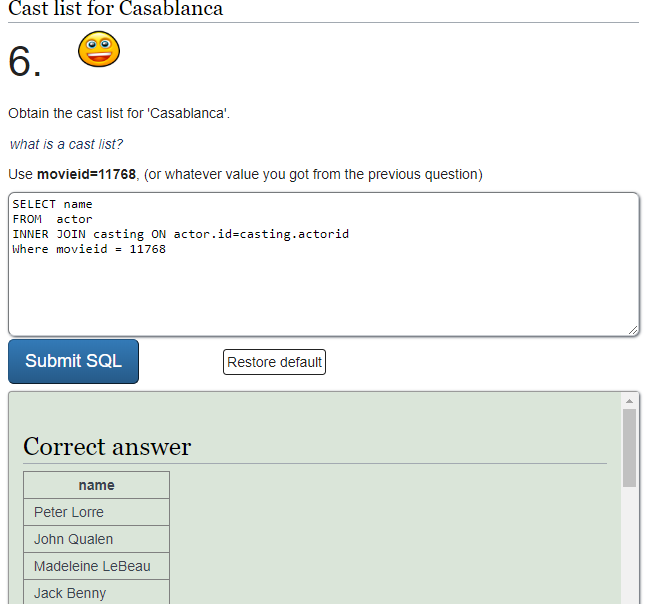 Cast list for Casablanca
6.
Obtain the cast list for 'Casablanca'.
what is a cast list?
Use movieid=11768, (or whatever value you got from the previous question)
SELECT name
FROM  actor
INNER JOIN casting ON actor.id=casting.actorid
Where movieid = 11768
Submit SQL
Restore default
Correct answer
name
Peter Lorre
John Qualen
Madeleine LeBeau
Jack Benny